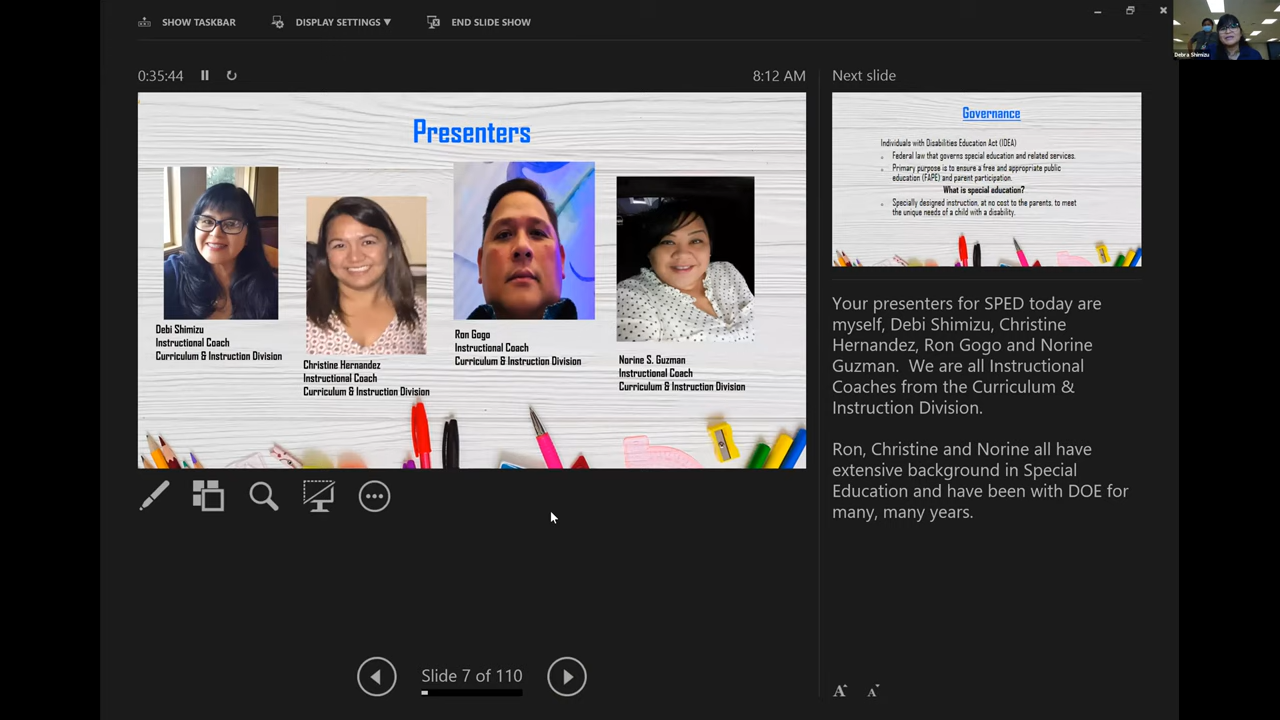 SHOW TASKBAR
DISPLAY SETTINGS ▼
END SLIDE SHOW
0:35:44
8:12 AM
Presenters
Debi Shimizu
Instructional Coach
Curriculum & Instruction Division
Christine Hernandez
Instructional Coach
Curriculum & Instruction Division
Ron Gogo
Instructional Coach
Curriculum & Instruction Division
Norine S. Guzman
Instructional Coach
Curriculum & Instruction Division
Slide 7 of 110
Next slide
Governance
Individuals with Disabilities Education Act (IDEA)
Federal law that governs special education and related services.
Primary purpose is to ensure a free and appropriate public
education (FAPE) and parent participation.
What is special education?
Specially designed instruction, at no cost to the parents, to meet
the unique needs of a child with a disability.
Your presenters for SPED today are
myself, Debi Shimizu, Christine
Hernandez, Ron Gogo and Norine
Guzman. We are all Instructional
Coaches from the Curriculum &
Instruction Division.
Ron, Christine and Norine all have
extensive background in Special
Education and have been with DOE for
many, many years.
A A
Debra Shimizu